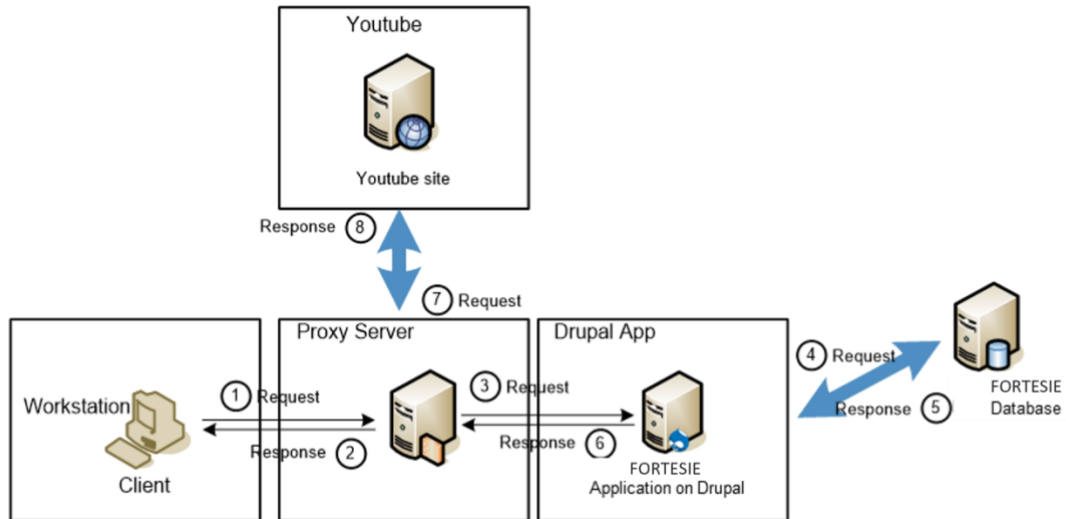 Youtube
Youtube site
Response 8
7 Request
Proxy Server
Drupal App
4 Request
Response 5
FORTESIE
Database
Workstation
Client
1 Request
Response 2
3 Request
Response 6
FORTESIE
Application on Drupal